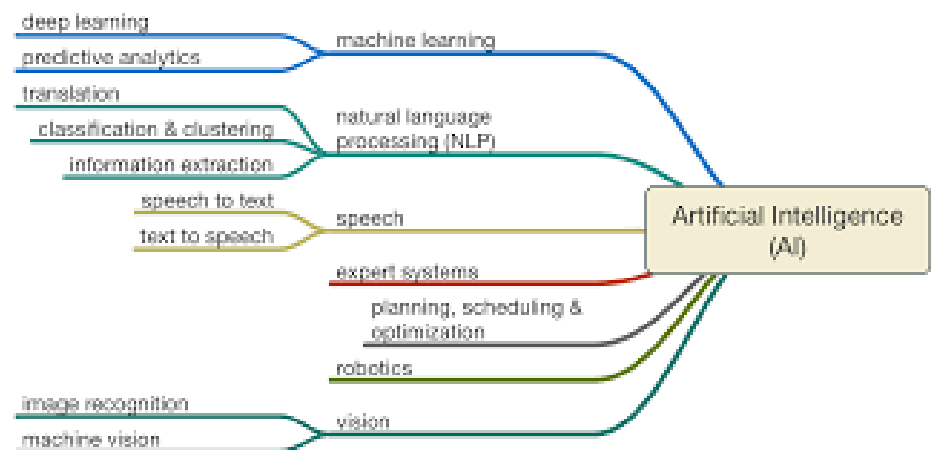 deep learning
machine learning
predictive analytics
translation
natural language
processing (NLP)
classification & clustering
information extraction
speech to text
speech
text to speech
Artificial Intelligence
(AI)
expert systems
planning, scheduling &
optimization
robotics
image recognition
vision
machine vision